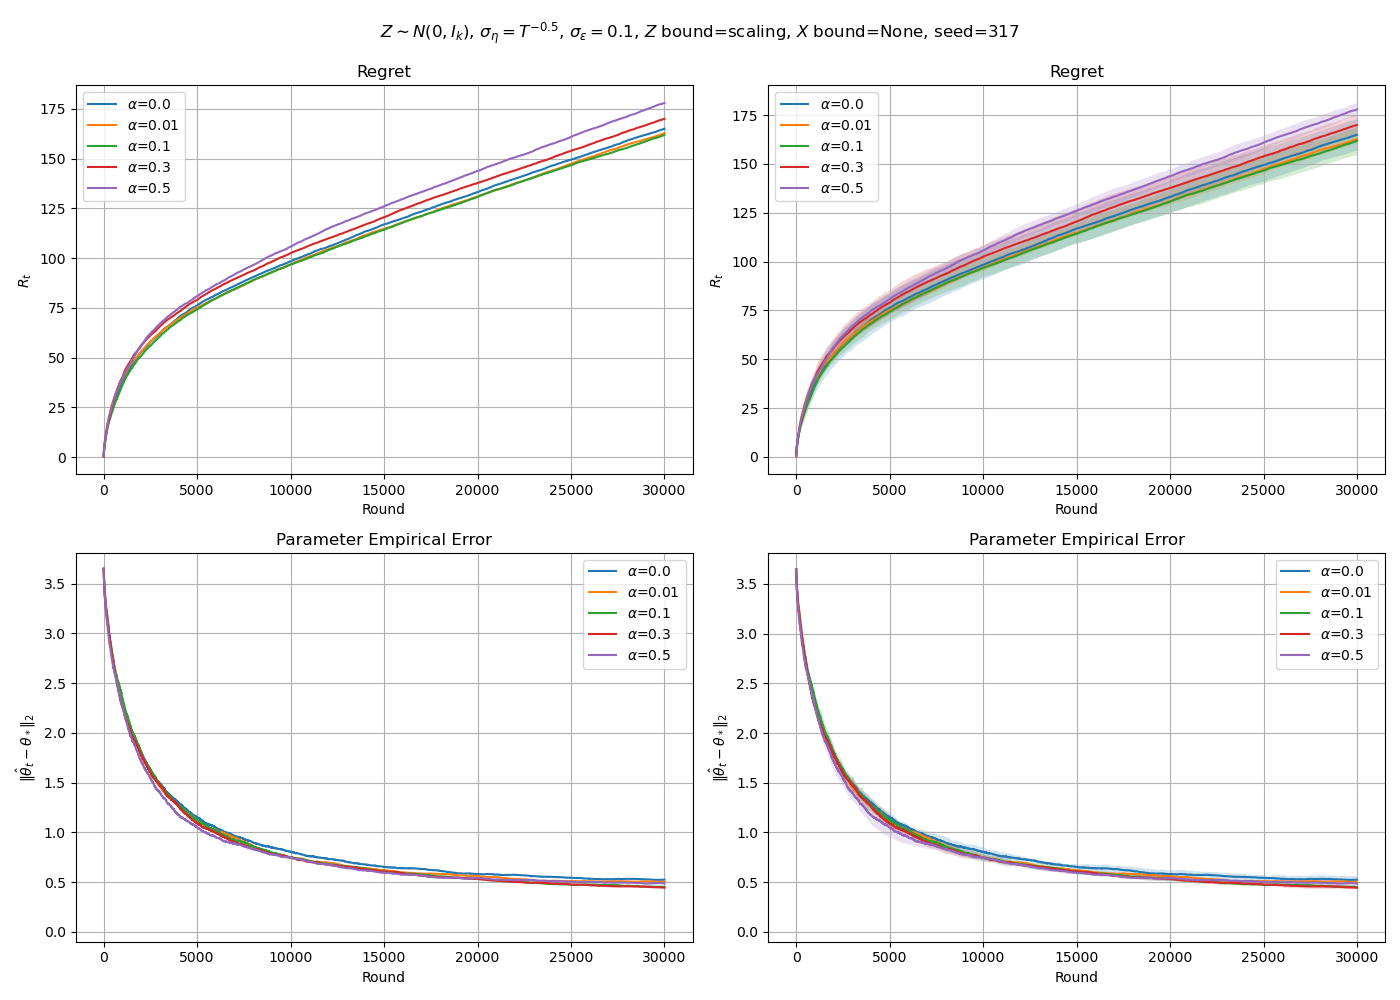 Z ∼ N(0, I_k), σ_η = T^{−0.5}, σ_ε = 0.1, Z bound=scaling, X bound=None, seed=317
Regret
R_t
175
150
125
100
75
50
25
0
α=0.0
α=0.01
α=0.1
α=0.3
α=0.5
0 5000 10000 15000 20000 25000 30000
Round
Regret
R_t
175
150
125
100
75
50
25
0
α=0.0
α=0.01
α=0.1
α=0.3
α=0.5
0 5000 10000 15000 20000 25000 30000
Round
Parameter Empirical Error
‖θ̂_t − θ_*‖₂
3.5
3.0
2.5
2.0
1.5
1.0
0.5
0.0
α=0.0
α=0.01
α=0.1
α=0.3
α=0.5
0 5000 10000 15000 20000 25000 30000
Round
Parameter Empirical Error
‖θ̂_t − θ_*‖₂
3.5
3.0
2.5
2.0
1.5
1.0
0.5
0.0
α=0.0
α=0.01
α=0.1
α=0.3
α=0.5
0 5000 10000 15000 20000 25000 30000
Round